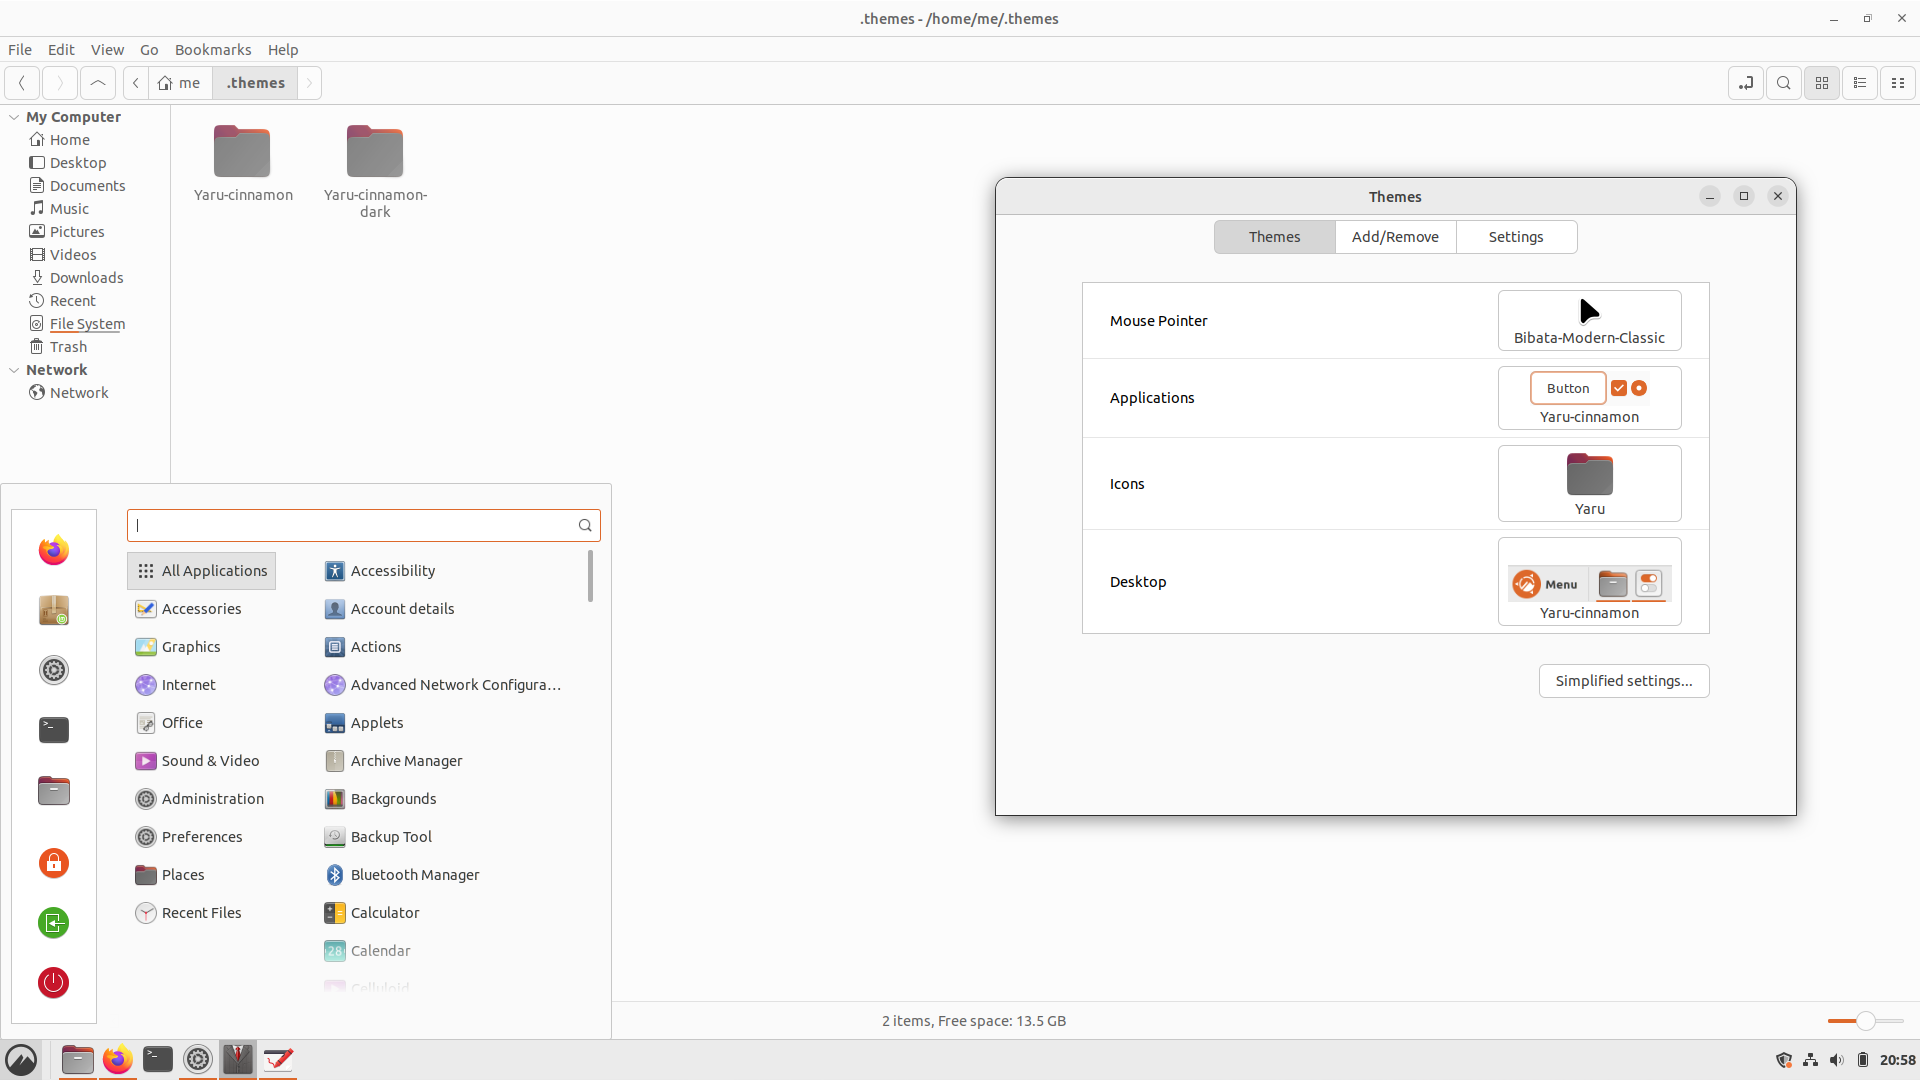 .themes - /home/me/.themes
File Edit View Go Bookmarks Help
me .themes
My Computer
Home
Desktop
Documents
Music
Pictures
Videos
Downloads
Recent
File System
Trash
Network
Network
Yaru-cinnamon
Yaru-cinnamon-
dark
Themes
Themes Add/Remove Settings
Mouse Pointer
Bibata-Modern-Classic
Applications
Button
Yaru-cinnamon
Icons
Yaru
Desktop
Menu
Yaru-cinnamon
Simplified settings...
All Applications
Accessories
Graphics
Internet
Office
Sound & Video
Administration
Preferences
Places
Recent Files
Accessibility
Account details
Actions
Advanced Network Configura...
Applets
Archive Manager
Backgrounds
Backup Tool
Bluetooth Manager
Calculator
28 Calendar
Celluloid
2 items, Free space: 13.5 GB
20:58